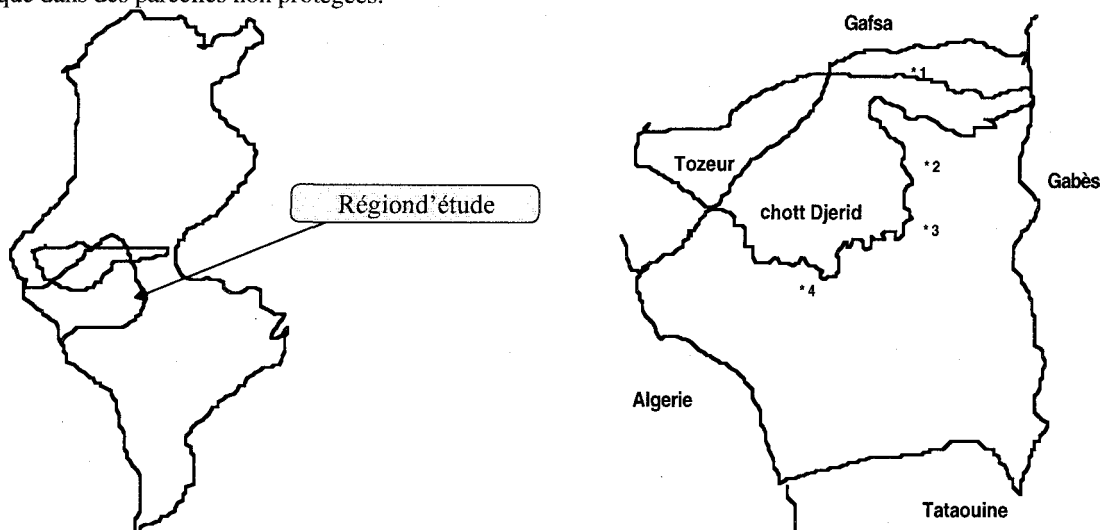 que dans des parcelles non protégées.
Régiond'étude
Gafsa
*1
Tozeur
*2
Gabès
chott Djerid
*3
*4
Algerie
Tataouine